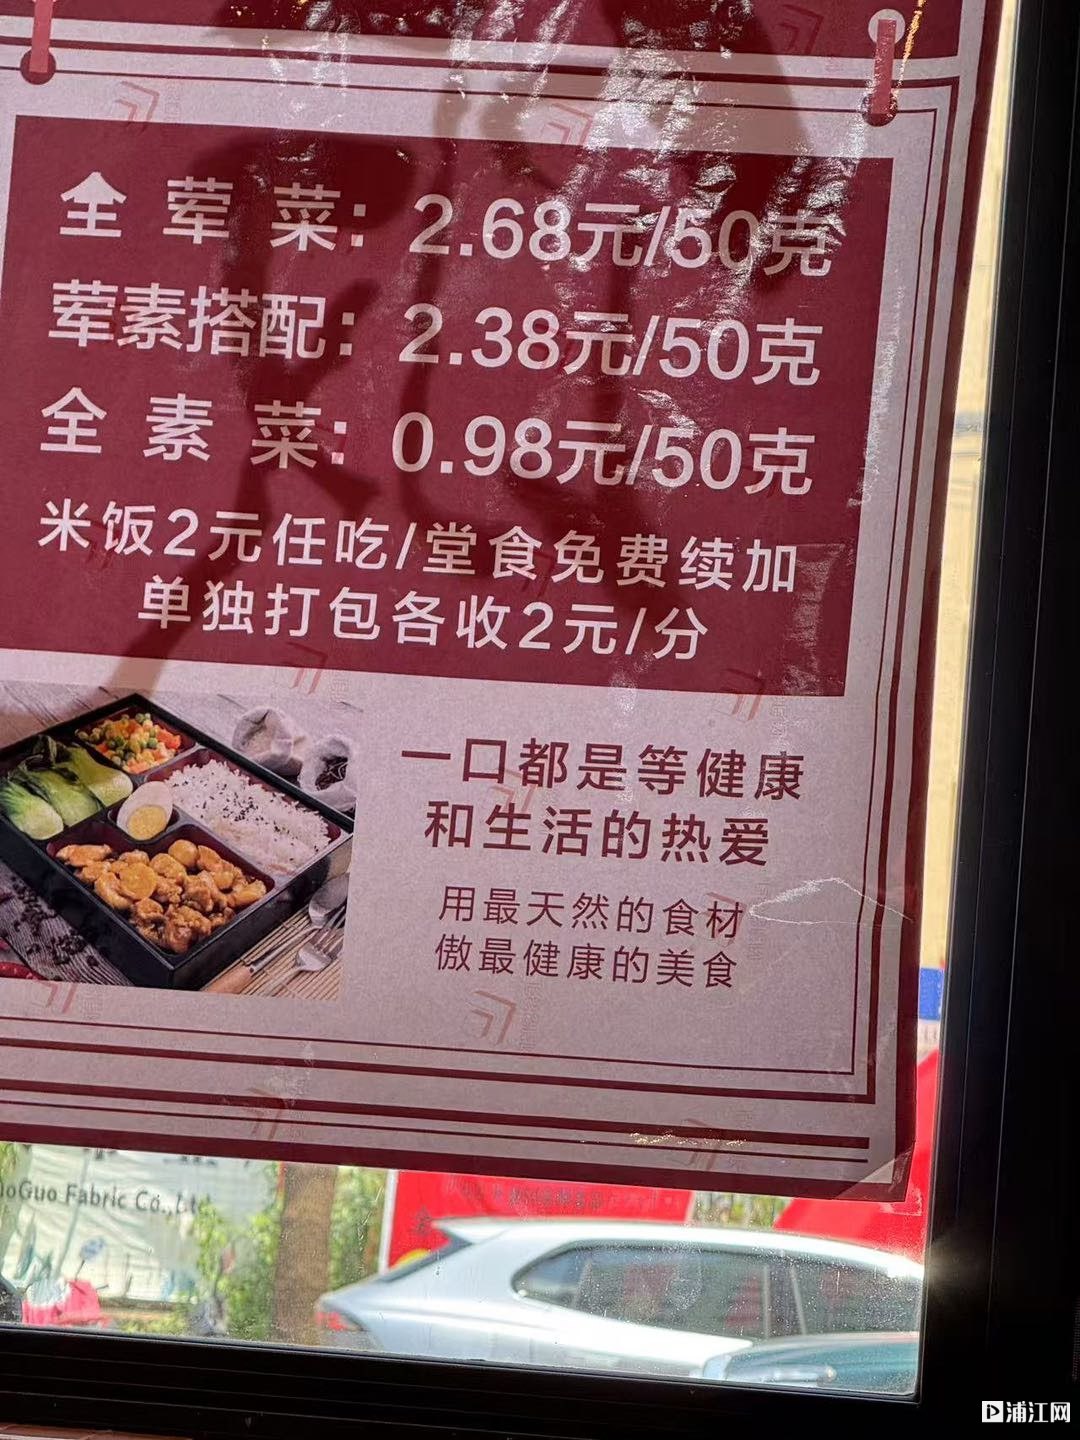 全荤菜：2.68元/50克
荤素搭配：2.38元/50克
全素菜：0.98元/50克
米饭2元任吃/堂食免费续加
单独打包各收2元/分
一口都是等健康
和生活的热爱
用最天然的食材
傲最健康的美食
oGuo Fabric Co.,Lt
浦江网